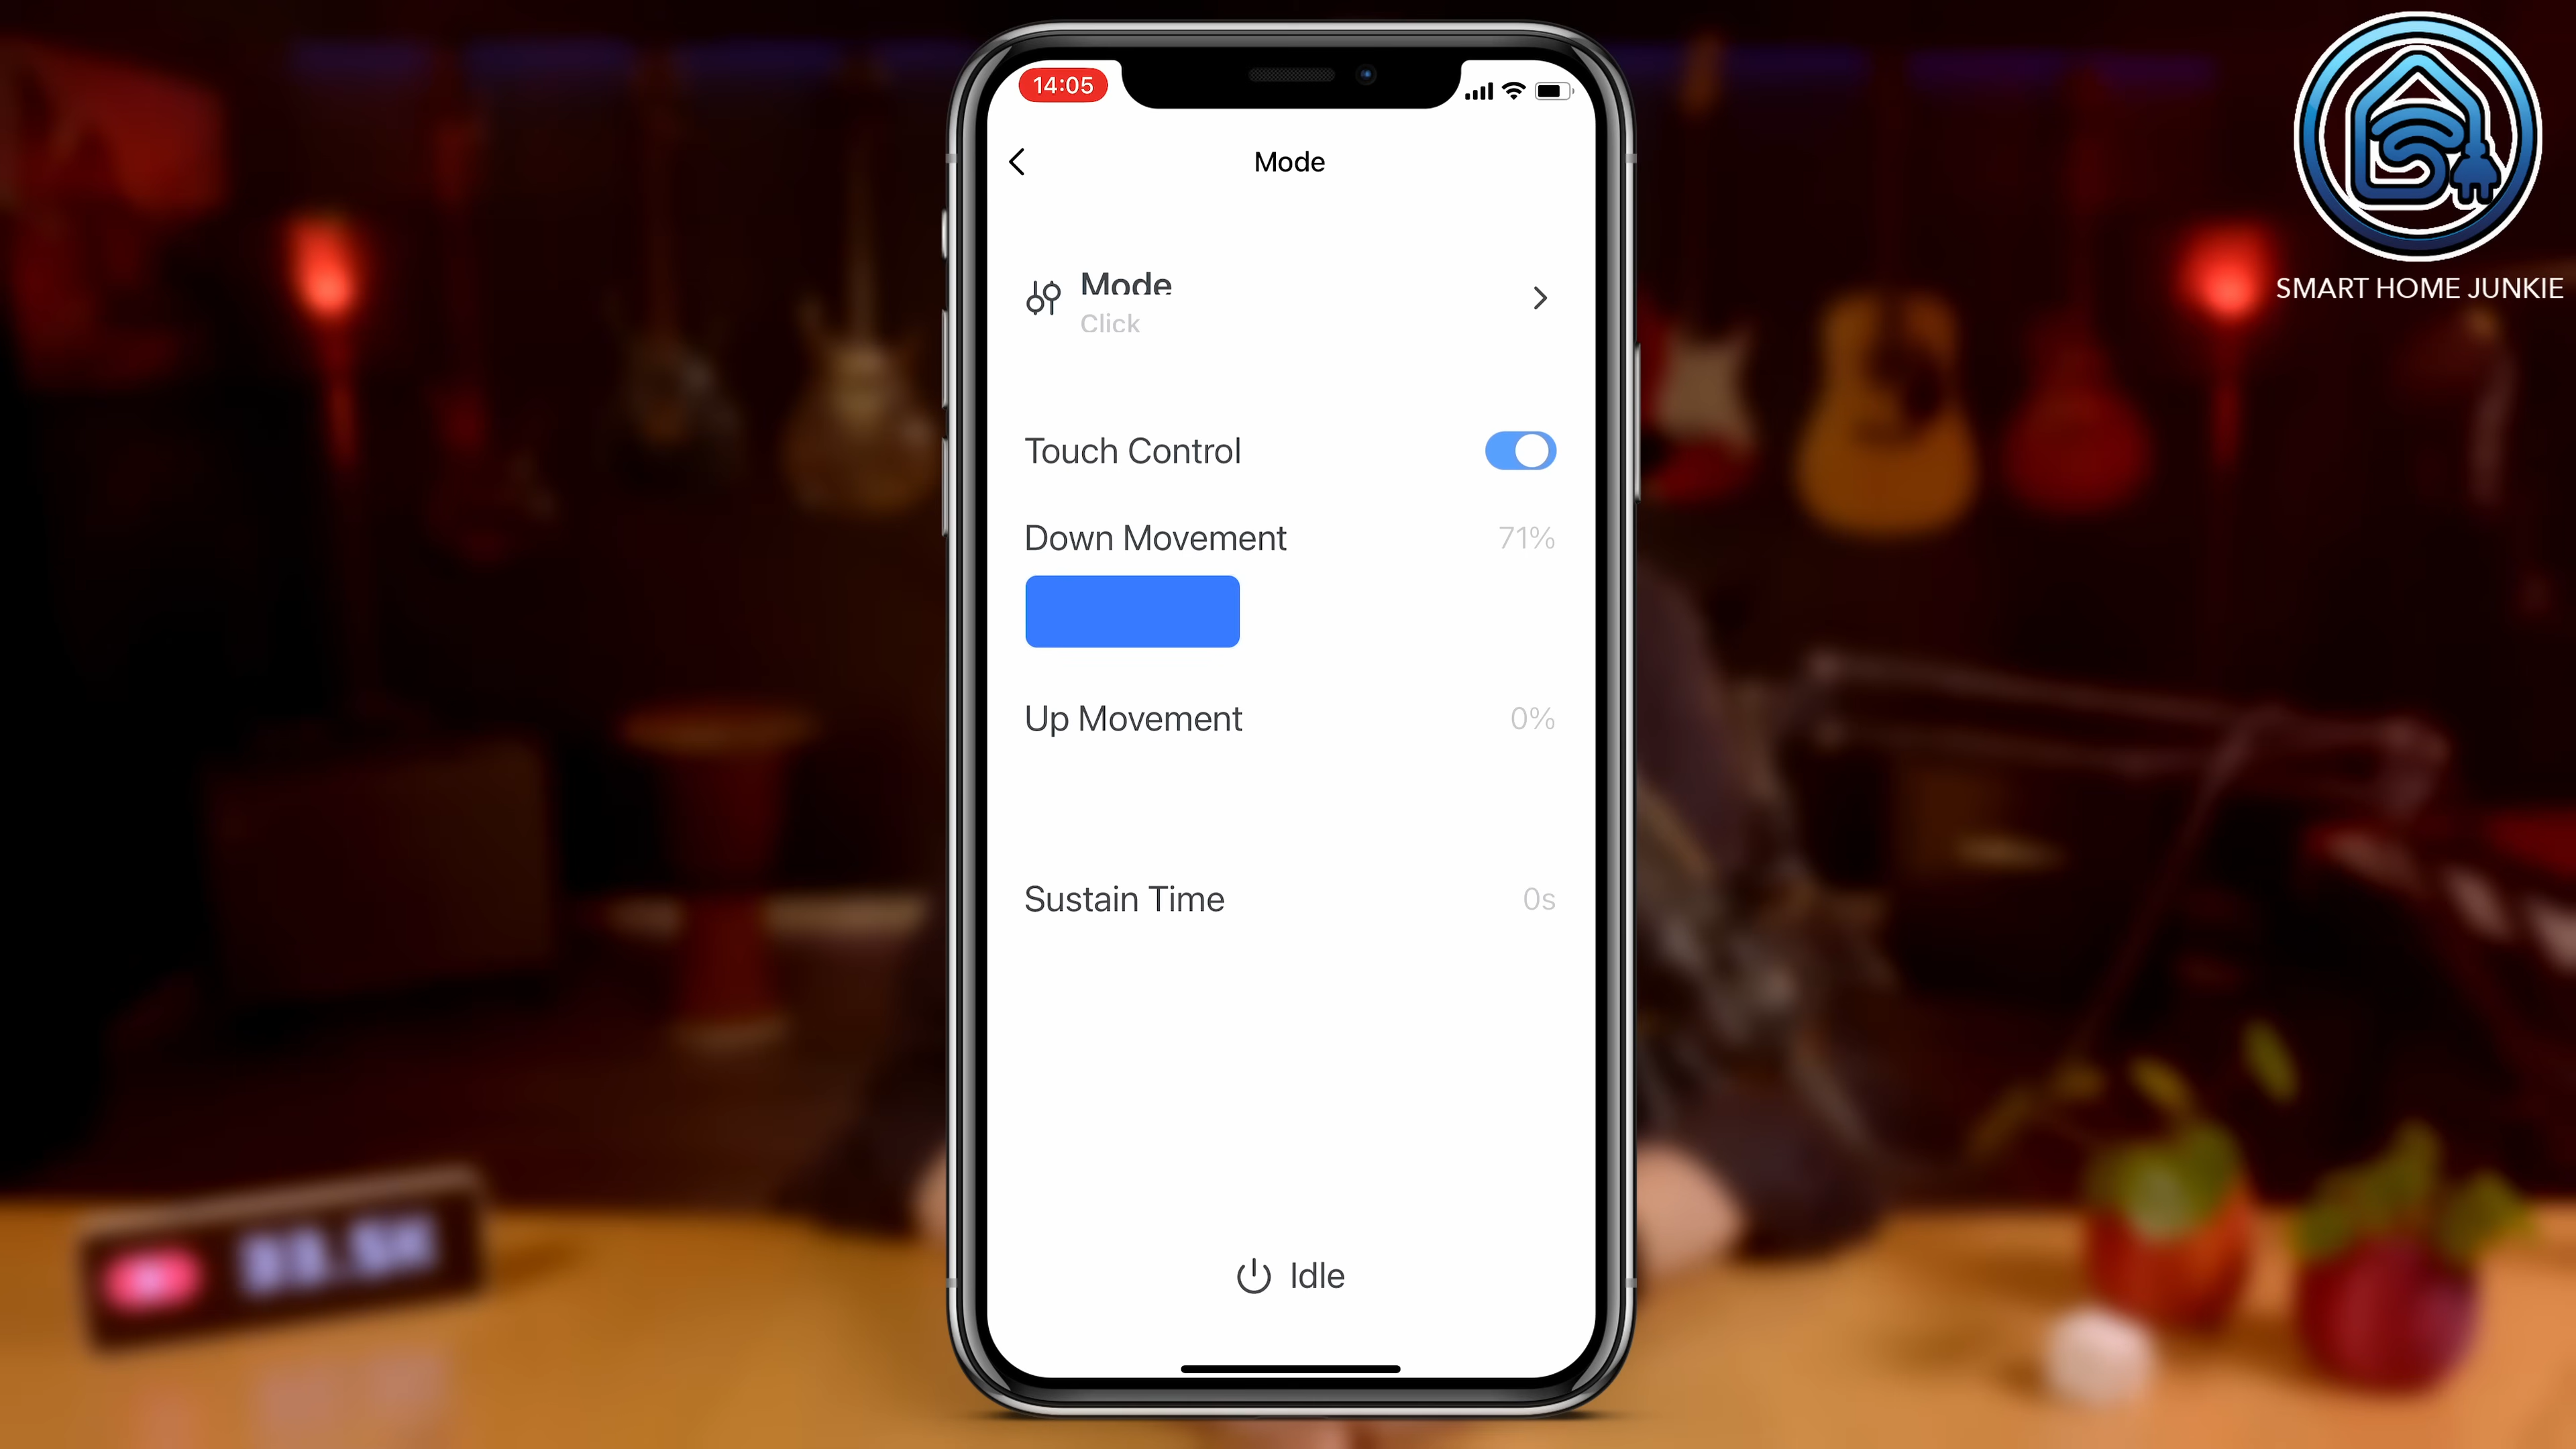 14:05
Mode
Mode
Click
Touch Control
Down Movement
71%
Up Movement
0%
Sustain Time
0s
Idle
SMART HOME JUNKIE